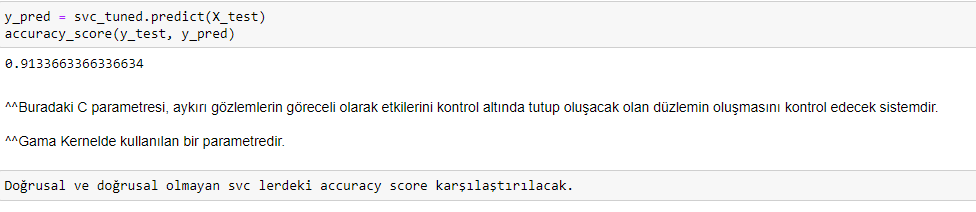 y_pred = svc_tuned.predict(X_test)
accuracy_score(y_test, y_pred)
0.9133663366336634
^^Buradaki C parametresi, aykırı gözlemlerin göreceli olarak etkilerini kontrol altında tutup oluşacak olan düzlemin oluşmasını kontrol edecek sistemdir.
^^Gama Kernelde kullanılan bir parametredir.
Doğrusal ve doğrusal olmayan svc lerdeki accuracy score karşılaştırılacak.